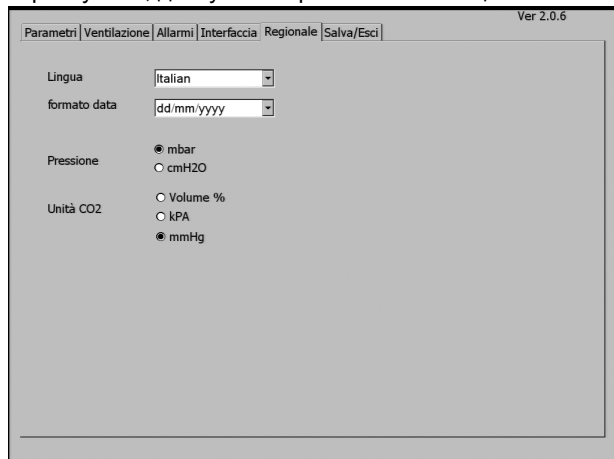 Ver 2.0.6
Parametri Ventilazione Allarmi Interfaccia Regionale Salva/Esci
Lingua Italian
formato data dd/mm/yyyy
Pressione
mbar
cmH2O
Unità CO2
Volume %
kPA
mmHg